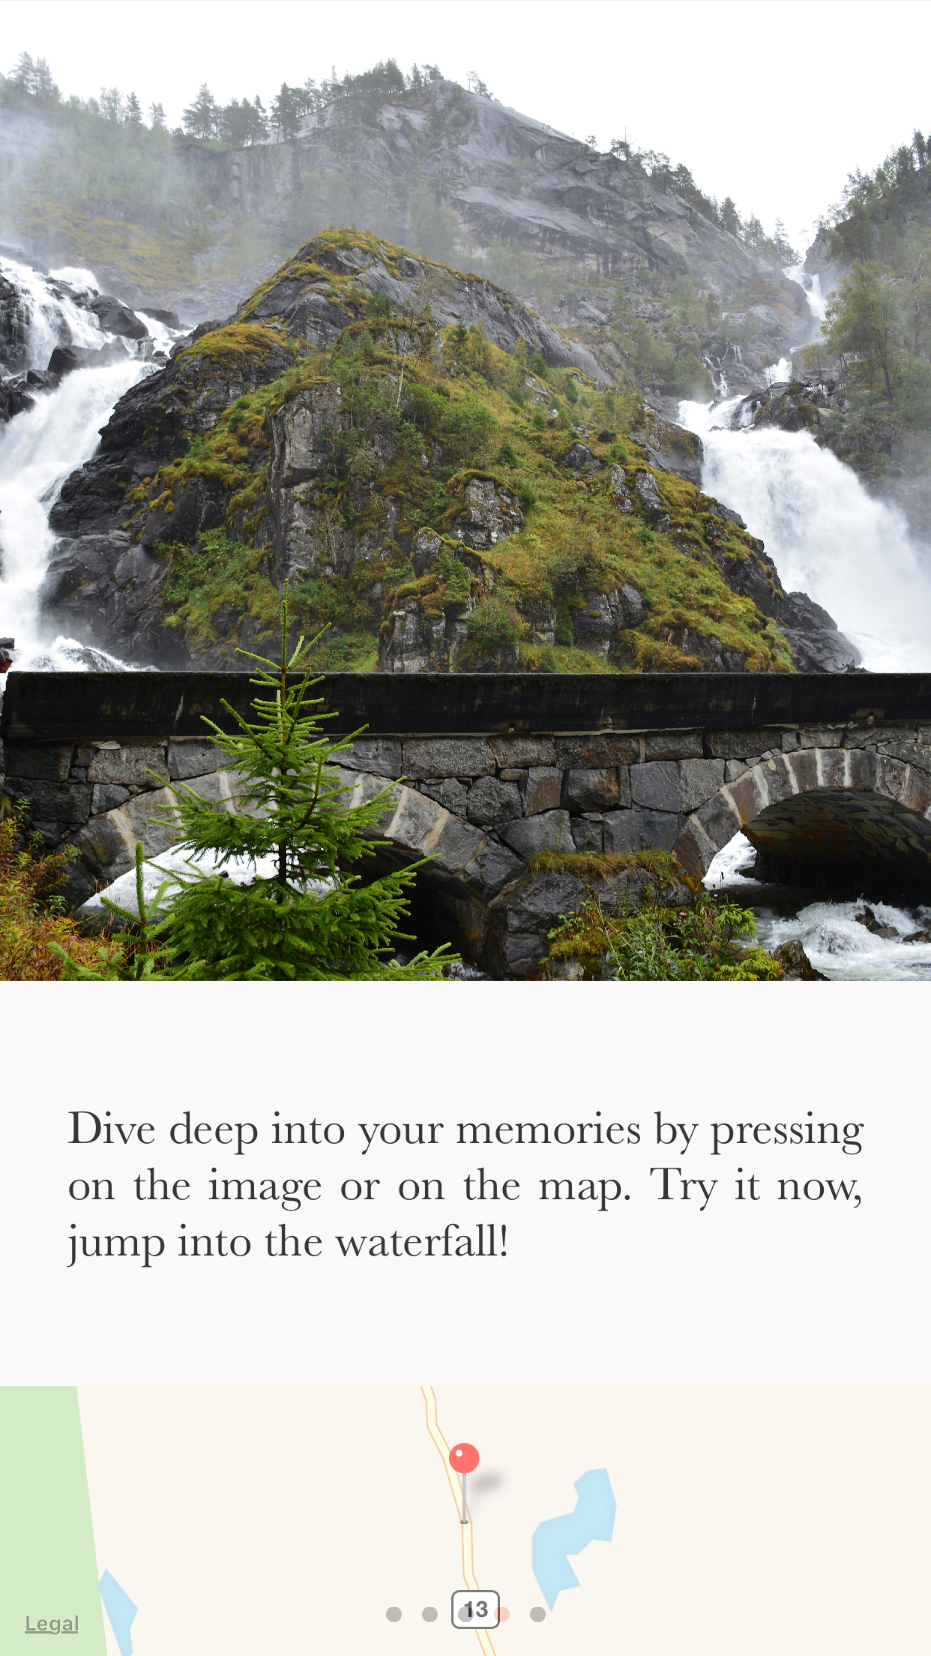 Dive deep into your memories by pressing
on the image or on the map. Try it now,
jump into the waterfall!
13
Legal